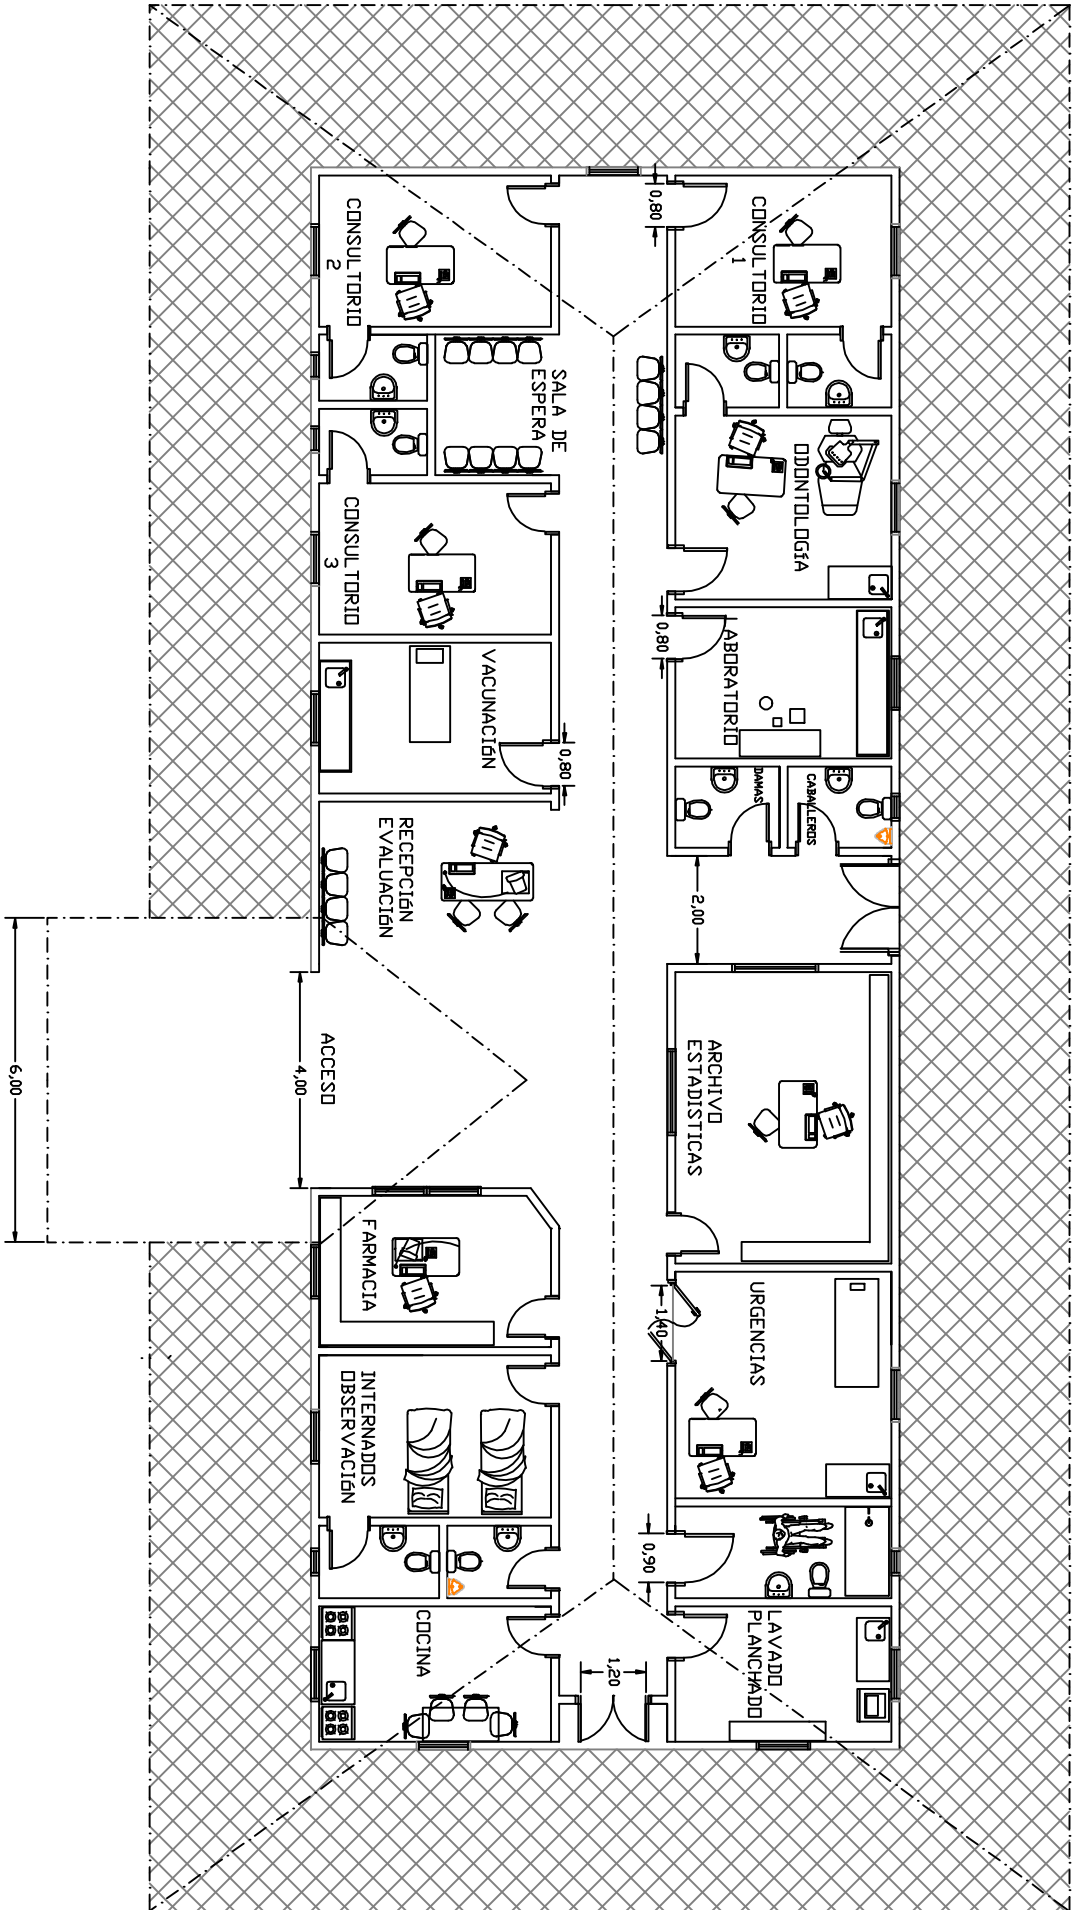 CONSULTORIO
1
0,80
CONSULTORIO
2
SALA DE
ESPERA
ODONTOLOGÍA
CONSULTORIO
3
LABORATORIO
0,80
VACUNACIÓN
0,80
CABALLEROS
DAMAS
RECEPCIÓN
EVALUACIÓN
2,00
ARCHIVO
ESTADISTICAS
ACCESO
4,00
6,00
FARMACIA
URGENCIAS
1,40
INTERNADOS
OBSERVACIÓN
0,90
LAVADO
PLANCHADO
COCINA
1,20